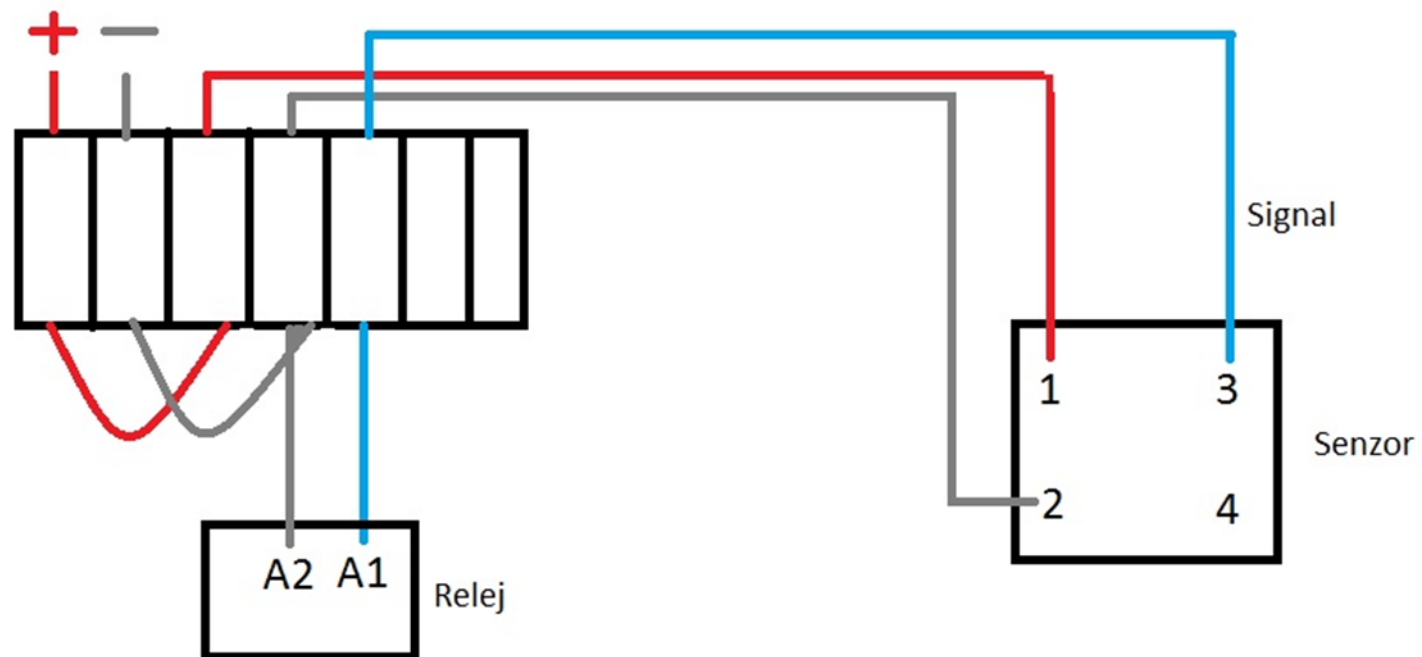 + —
Signal
1 3
Senzor
2 4
A2 A1
Relej